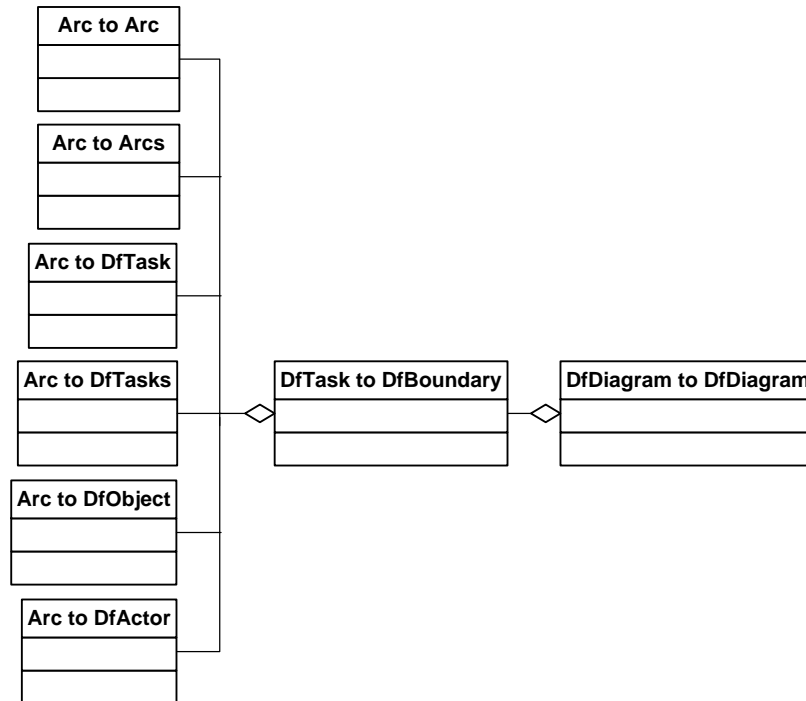 Arc to Arc
Arc to Arcs
Arc to DfTask
Arc to DfTasks
DfTask to DfBoundary
DfDiagram to DfDiagram
Arc to DfObject
Arc to DfActor